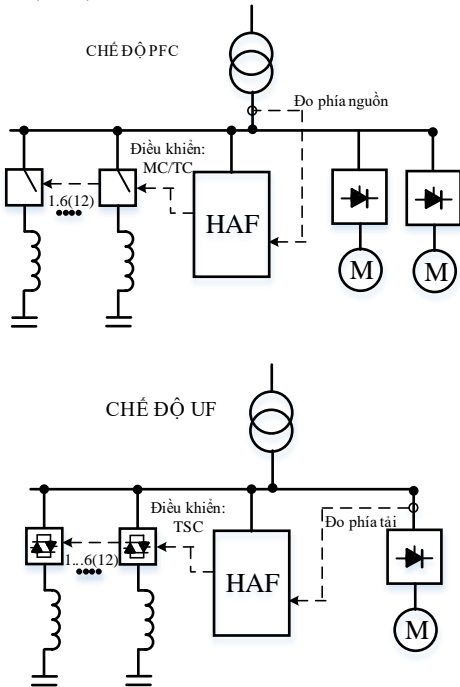 CHẾ ĐỘ PFC
Đo phía nguồn
Điều khiển:
MC/TC
1.6(12)
HAF
M
M
CHẾ ĐỘ UF
Điều khiển:
TSC
Đo phía tải
1...6(12)
HAF
M